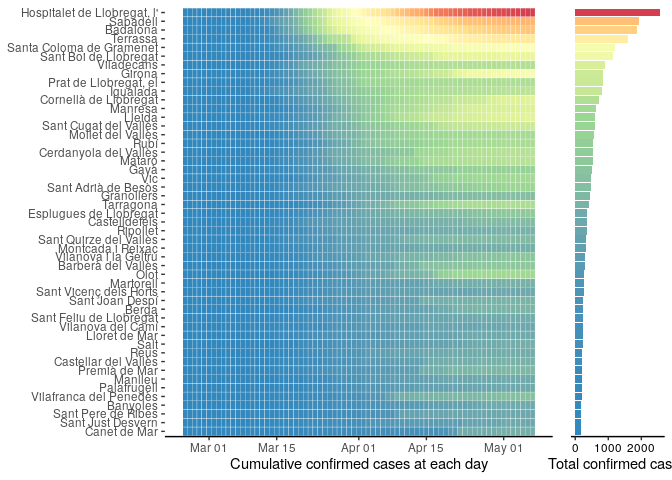 Hospitalet de Llobregat, l'
Sabadell
Badalona
Terrassa
Santa Coloma de Gramenet
Sant Boi de Llobregat
Viladecans
Girona
Prat de Llobregat, el
Igualada
Cornellà de Llobregat
Manresa
Lleida
Sant Cugat del Vallès
Mollet del Vallès
Rubí
Cerdanyola del Vallès
Mataró
Gavà
Vic
Sant Adrià de Besòs
Granollers
Tarragona
Esplugues de Llobregat
Castelldefels
Ripollet
Sant Quirze del Vallès
Montcada i Reixac
Vilanova i la Geltrú
Barberà del Vallès
Olot
Martorell
Sant Vicenç dels Horts
Sant Joan Despí
Berga
Sant Feliu de Llobregat
Vilanova del Camí
Lloret de Mar
Salt
Reus
Castellar del Vallès
Premià de Mar
Manlleu
Palafrugell
Vilafranca del Penedès
Banyoles
Sant Pere de Ribes
Sant Just Desvern
Canet de Mar
Mar 01 Mar 15 Apr 01 Apr 15 May 01
Cumulative confirmed cases at each day
0 1000 2000
Total confirmed cas